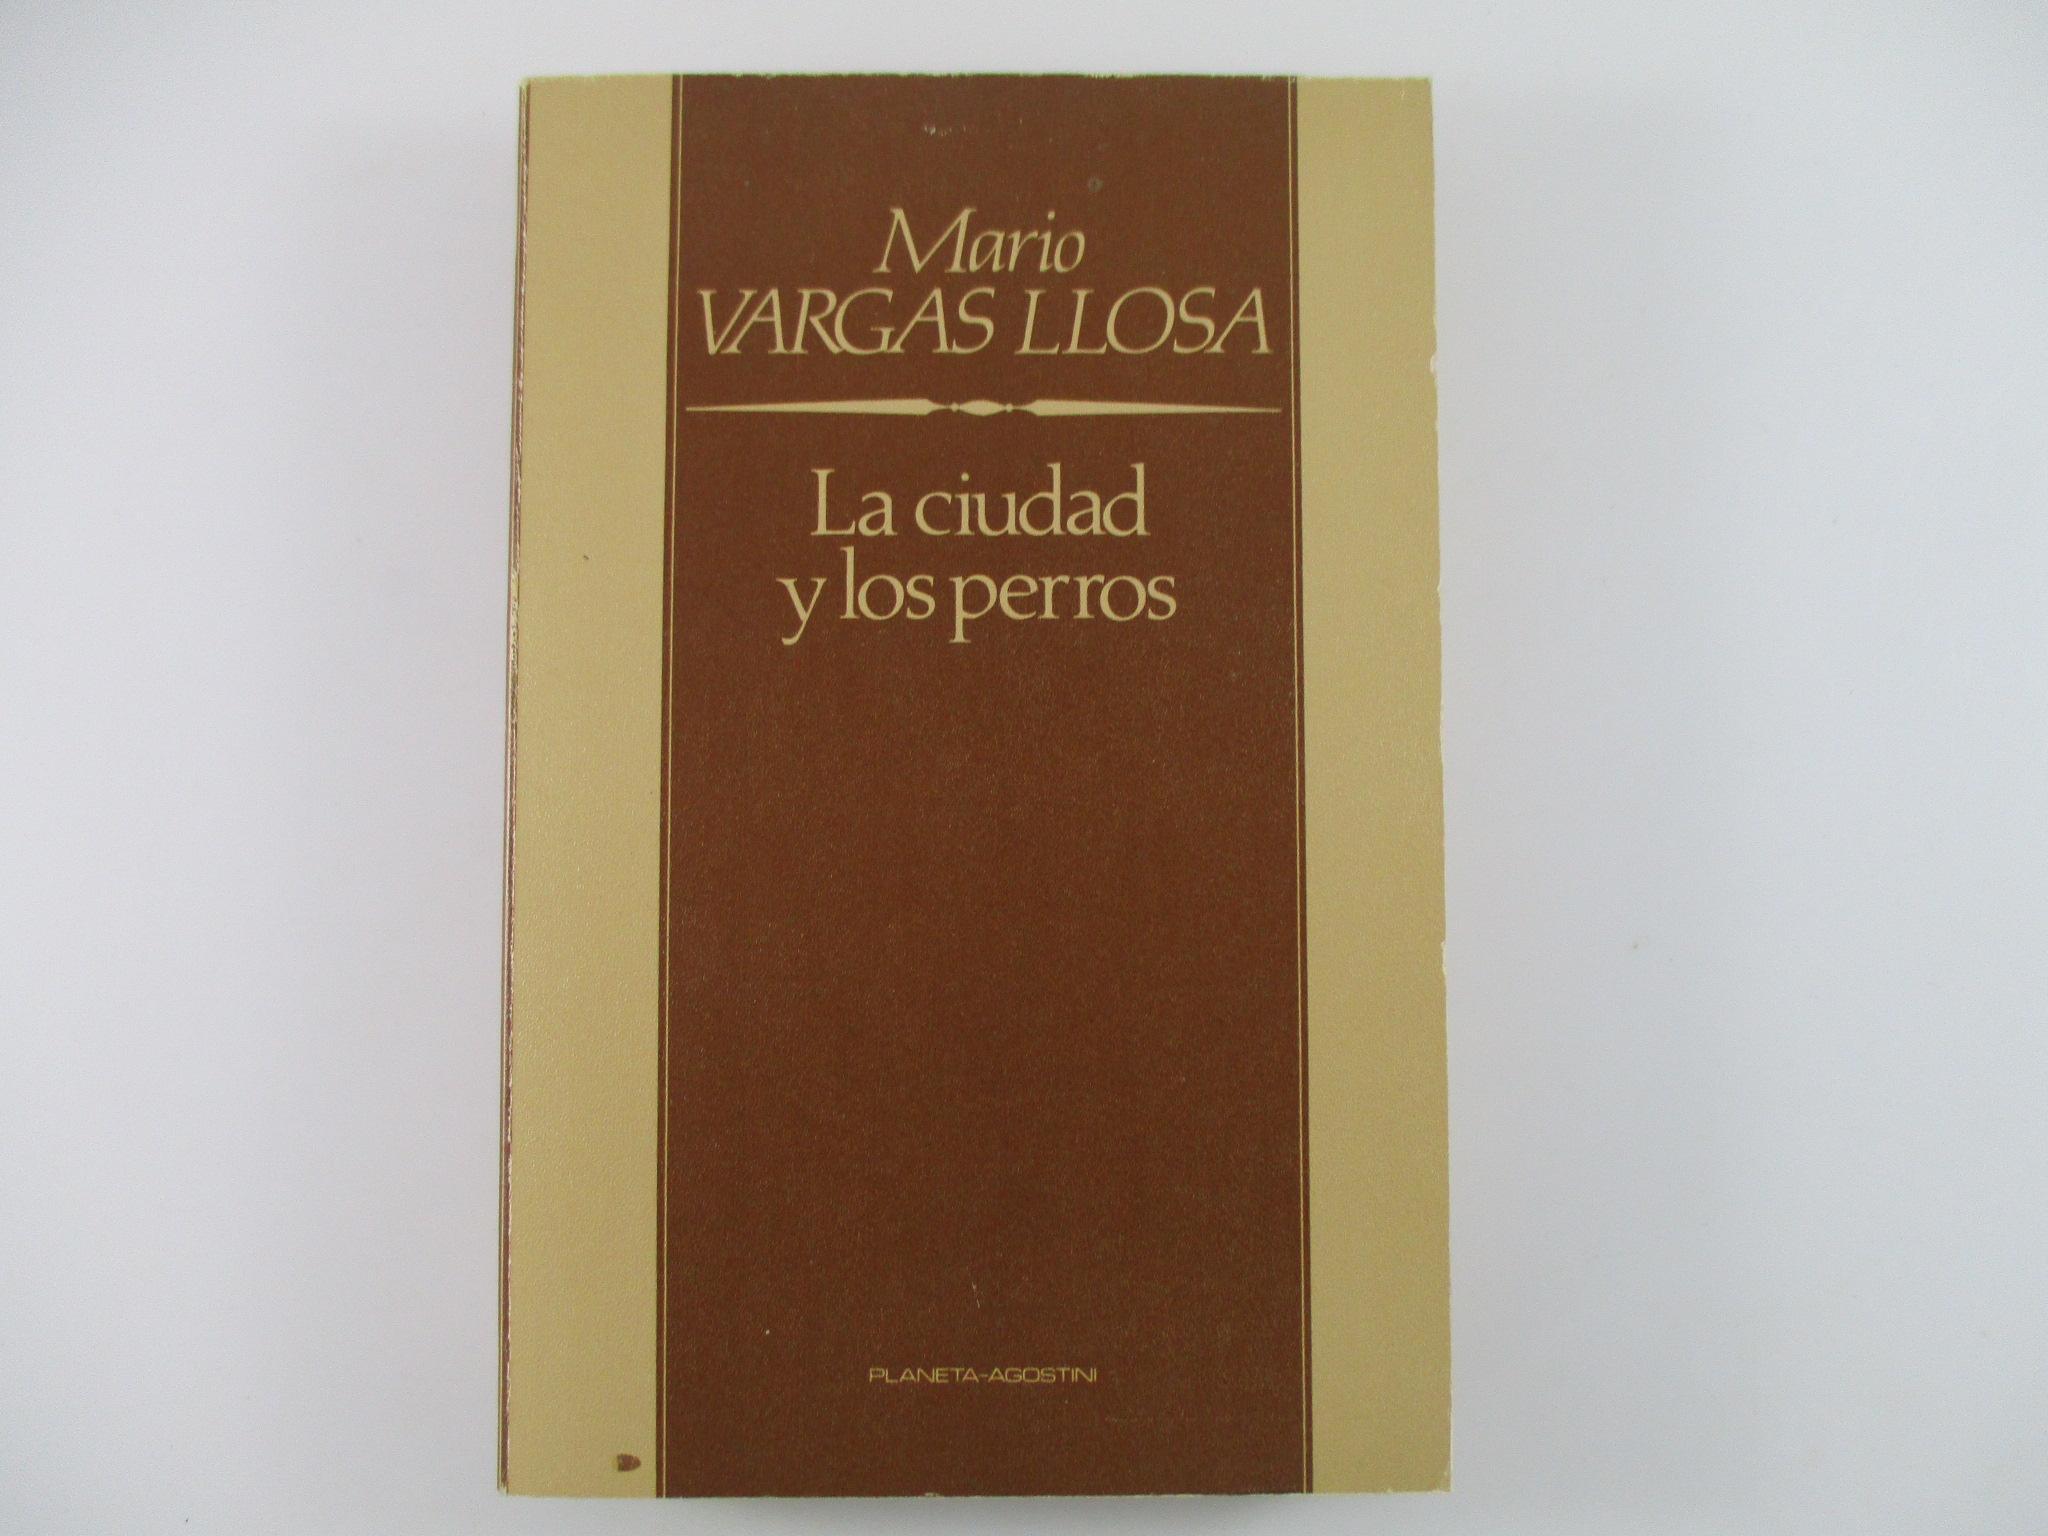 Mario
VARGAS LLOSA
La ciudad
y los perros
PLANETA-AGOSTINI